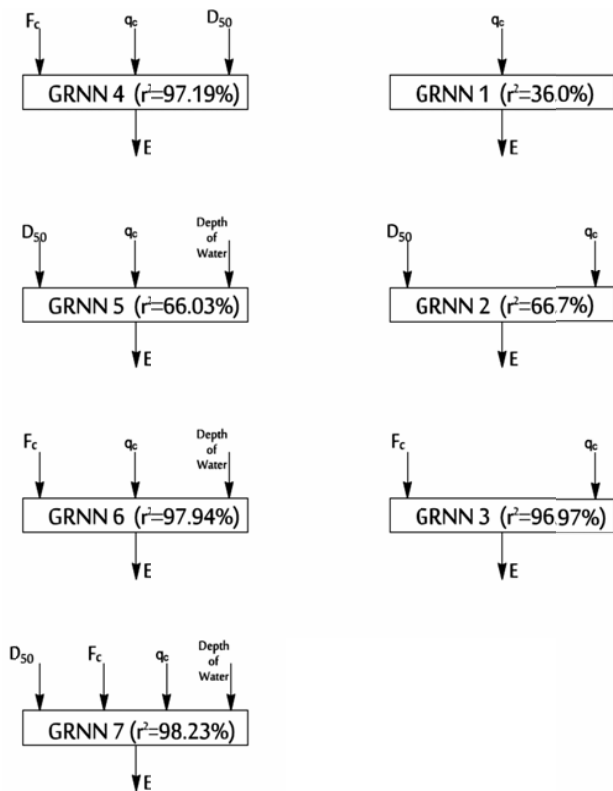 Fc qc D50
GRNN 4 (r²=97.19%)
E
qc
GRNN 1 (r²=36.0%)
E
D50 qc Depth
of
Water
GRNN 5 (r²=66.03%)
E
D50 qc
GRNN 2 (r²=66.7%)
E
Fc qc Depth
of
Water
GRNN 6 (r²=97.94%)
E
Fc qc
GRNN 3 (r²=96.97%)
E
D50 Fc qc Depth
of
Water
GRNN 7 (r²=98.23%)
E